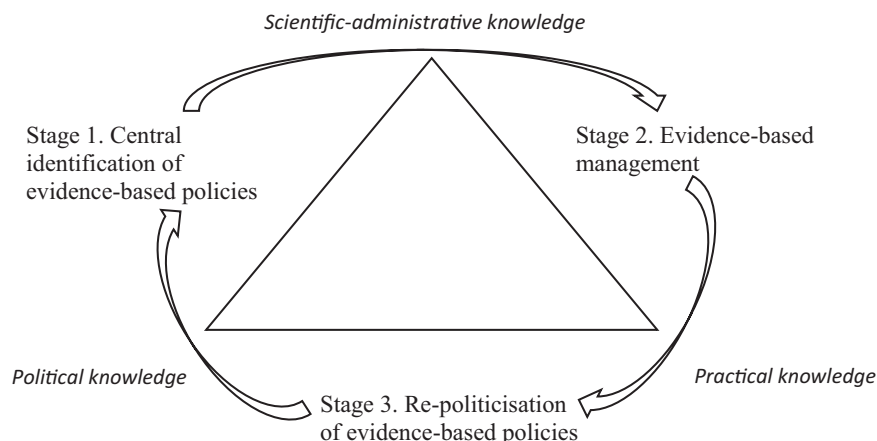 Scientific-administrative knowledge
Stage 1. Central
identification of
evidence-based policies
Stage 2. Evidence-based
management
Political knowledge
Practical knowledge
Stage 3. Re-politicisation
of evidence-based policies